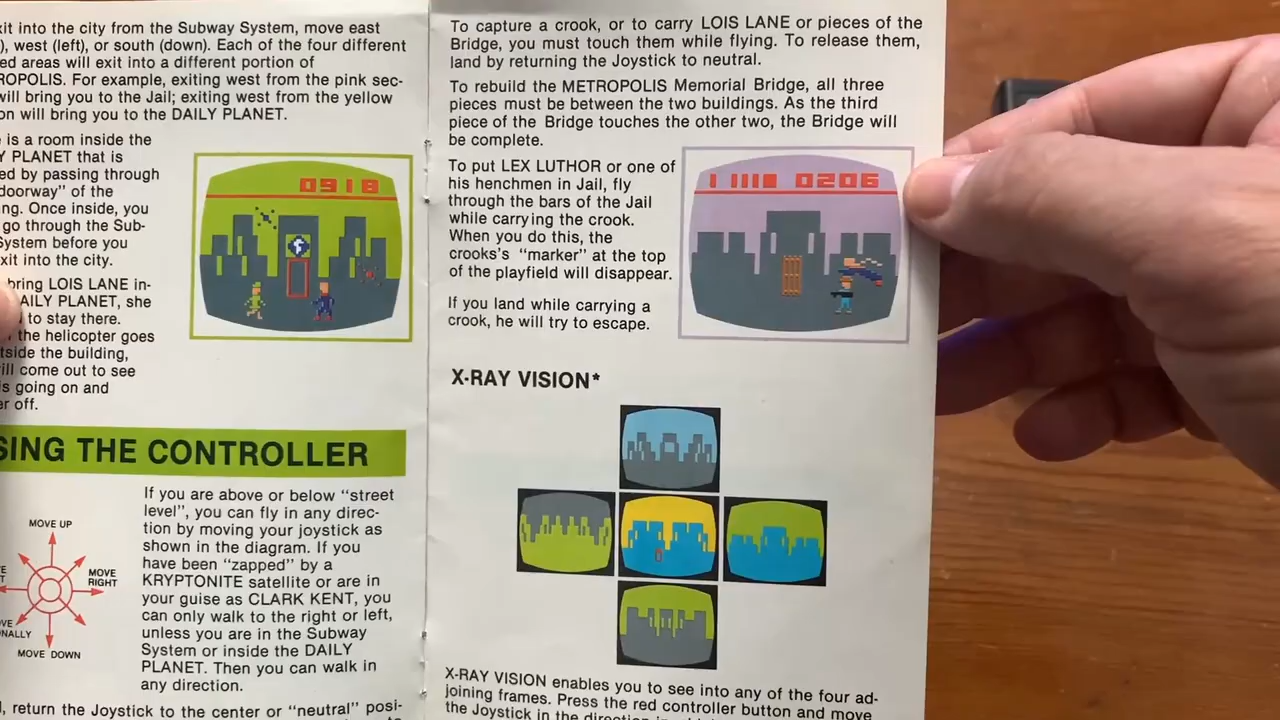 xit into the city from the Subway System, move east
), west (left), or south (down). Each of the four different
ed areas will exit into a different portion of
ROPOLIS. For example, exiting west from the pink sec-
will bring you to the Jail; exiting west from the yellow
on will bring you to the DAILY PLANET.
e is a room inside the
Y PLANET that is
ed by passing through
doorway" of the
ng. Once inside, you
go through the Sub-
System before you
xit into the city.
bring LOIS LANE in-
AILY PLANET, she
to stay there.
the helicopter goes
tside the building,
ill come out to see
s going on and
er off.
0918
SING THE CONTROLLER
MOVE UP
MOVE
RIGHT
VE
NALLY
MOVE DOWN
If you are above or below "street
level", you can fly in any direc-
tion by moving your joystick as
shown in the diagram. If you
have been "zapped" by a
KRYPTONITE satellite or are in
your guise as CLARK KENT, you
can only walk to the right or left,
unless you are in the Subway
System or inside the DAILY
PLANET. Then you can walk in
any direction.
, return the Joystick to the center or "neutral" posi-
To capture a crook, or to carry LOIS LANE or pieces of the
Bridge, you must touch them while flying. To release them,
land by returning the Joystick to neutral.
To rebuild the METROPOLIS Memorial Bridge, all three
pieces must be between the two buildings. As the third
piece of the Bridge touches the other two, the Bridge will
be complete.
To put LEX LUTHOR or one of
his henchmen in Jail, fly
through the bars of the Jail
while carrying the crook.
When you do this, the
crooks's "marker" at the top
of the playfield will disappear.
If you land while carrying a
crook, he will try to escape.
0206
X-RAY VISION*
X-RAY VISION enables you to see into any of the four ad-
joining frames. Press the red controller button and move
the Joystick in the direction in